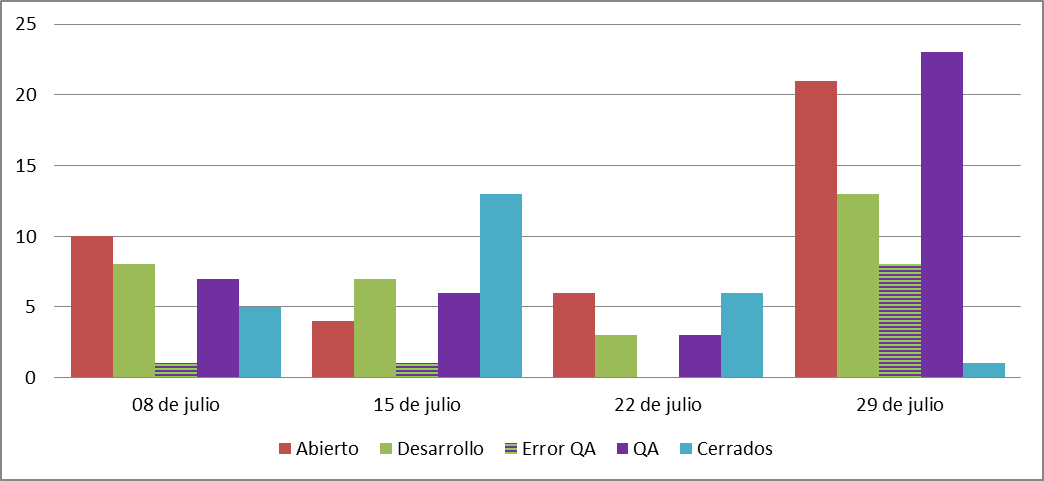 25
20
15
10
5
0
08 de julio
15 de julio
22 de julio
29 de julio
Abierto
Desarrollo
Error QA
QA
Cerrados